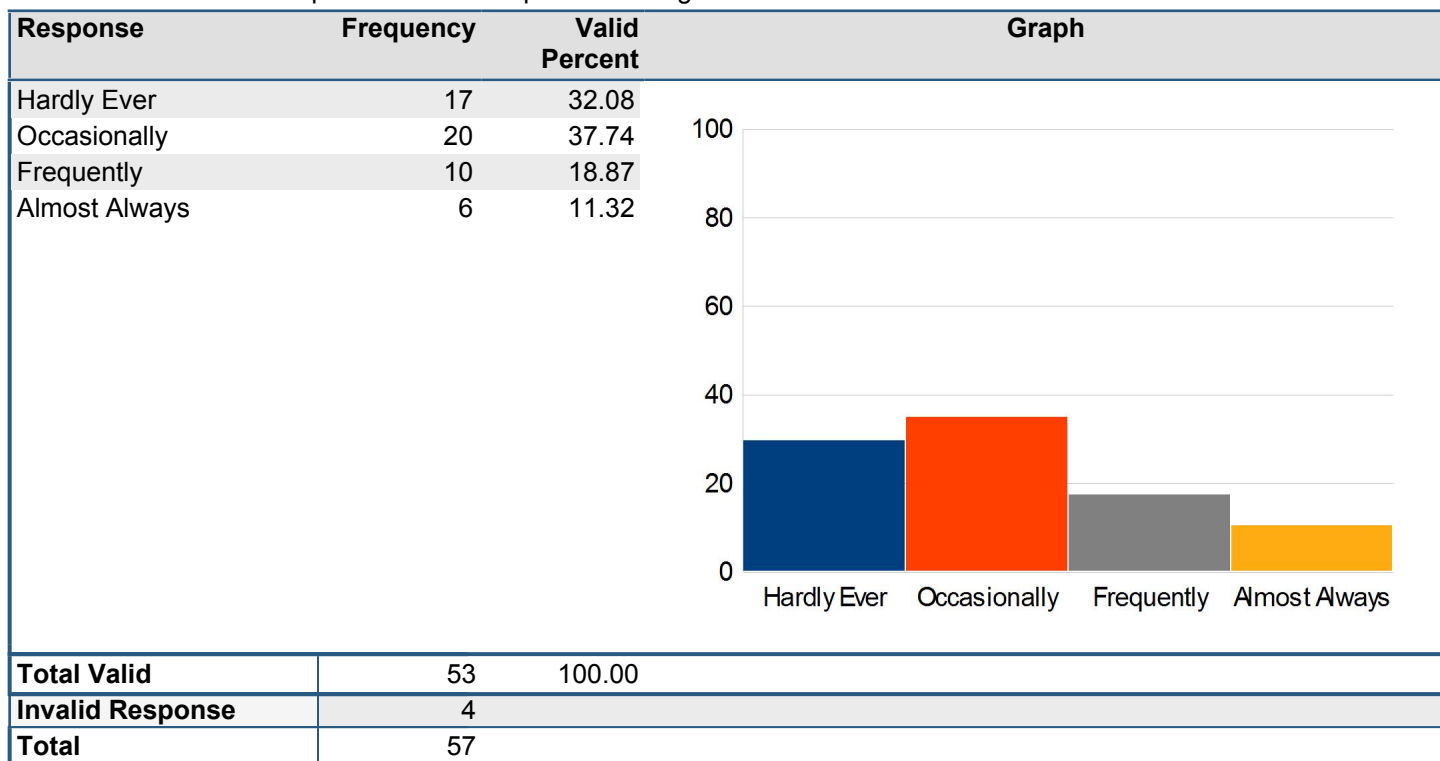 Response Frequency Valid Percent Graph
Hardly Ever 17 32.08
Occasionally 20 37.74
Frequently 10 18.87
Almost Always 6 11.32
100
80
60
40
20
0
Hardly Ever Occasionally Frequently Almost Always
Total Valid 53 100.00
Invalid Response 4
Total 57